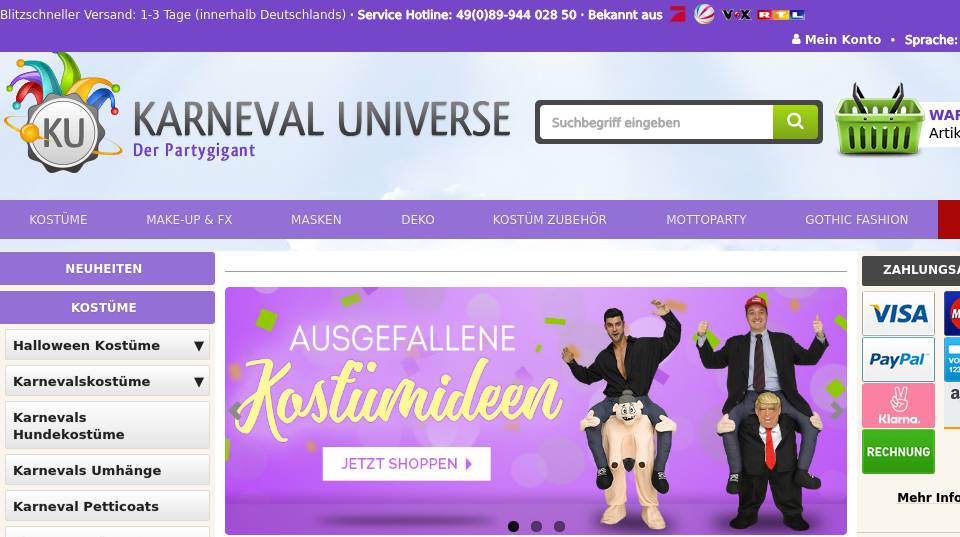 Blitzschneller Versand: 1-3 Tage (innerhalb Deutschlands) · Service Hotline: 49(0)89-944 028 50 · Bekannt aus VOX RTL
Mein Konto • Sprache:
KU KARNEVAL UNIVERSE
Der Partygigant
Suchbegriff eingeben
WAR
Artik
KOSTÜME MAKE-UP & FX MASKEN DEKO KOSTÜM ZUBEHÖR MOTTOPARTY GOTHIC FASHION
NEUHEITEN
KOSTÜME
Halloween Kostüme ▼
Karnevalskostüme ▼
Karnevals
Hundekostüme
Karnevals Umhänge
Karneval Petticoats
AUSGEFALLENE
Kostümideen
JETZT SHOPPEN
ZAHLUNGSA
VISA
PayPal
Klarna.
RECHNUNG
Mehr Info